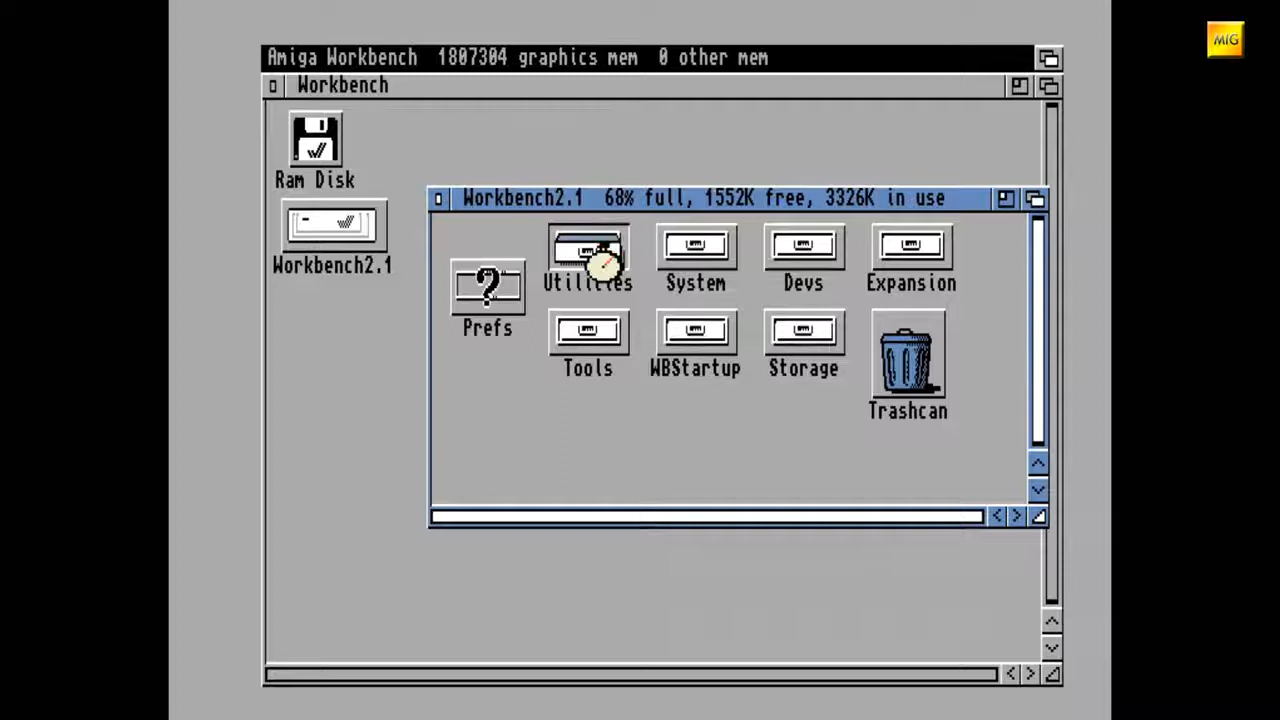 MIG
Amiga Workbench 1807304 graphics mem 0 other mem
Workbench
Ram Disk
Workbench2.1
Workbench2.1 68% full, 1552K free, 3326K in use
Utilities System Devs Expansion
Prefs
Tools WBStartup Storage
Trashcan